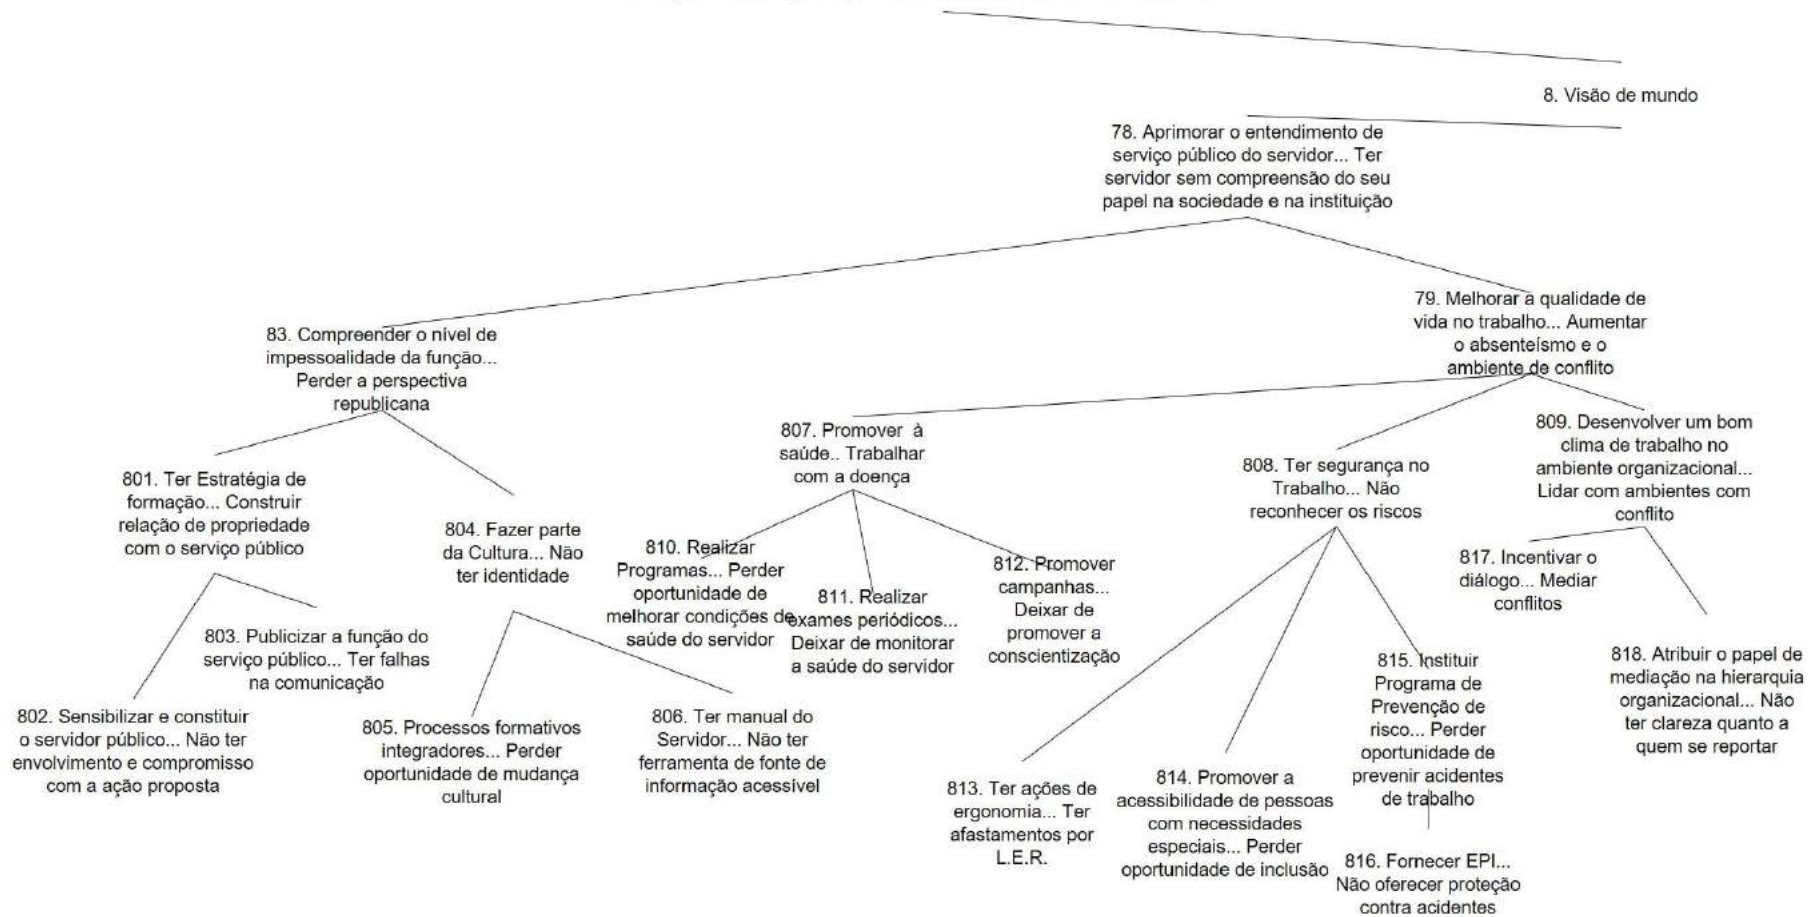 8. Visão de mundo
78. Aprimorar o entendimento de
serviço público do servidor... Ter
servidor sem compreensão do seu
papel na sociedade e na instituição
79. Melhorar a qualidade de
vida no trabalho... Aumentar
o absenteísmo e o
ambiente de conflito
83. Compreender o nível de
impessoalidade da função...
Perder a perspectiva
republicana
801. Ter Estratégia de
formação... Construir
relação de propriedade
com o serviço público
804. Fazer parte
da Cultura... Não
ter identidade
807. Promover à
saúde.. Trabalhar
com a doença
808. Ter segurança no
Trabalho... Não
reconhecer os riscos
809. Desenvolver um bom
clima de trabalho no
ambiente organizacional...
Lidar com ambientes com
conflito
802. Sensibilizar e constituir
o servidor público... Não ter
envolvimento e compromisso
com a ação proposta
803. Publicizar a função do
serviço público... Ter falhas
na comunicação
805. Processos formativos
integradores... Perder
oportunidade de mudança
cultural
806. Ter manual do
Servidor... Não ter
ferramenta de fonte de
informação acessível
810. Realizar
Programas... Perder
oportunidade de
melhorar condições de
saúde do servidor
811. Realizar
exames periódicos...
Deixar de monitorar
a saúde do servidor
812. Promover
campanhas...
Deixar de
promover a
conscientização
813. Ter ações de
ergonomia... Ter
afastamentos por
L.E.R.
814. Promover a
acessibilidade de pessoas
com necessidades
especiais... Perder
oportunidade de inclusão
815. Instituir
Programa de
Prevenção de
risco... Perder
oportunidade de
prevenir acidentes
de trabalho
816. Fornecer EPI...
Não oferecer proteção
contra acidentes
817. Incentivar o
diálogo... Mediar
conflitos
818. Atribuir o papel de
mediação na hierarquia
organizacional... Não
ter clareza quanto a
quem se reportar